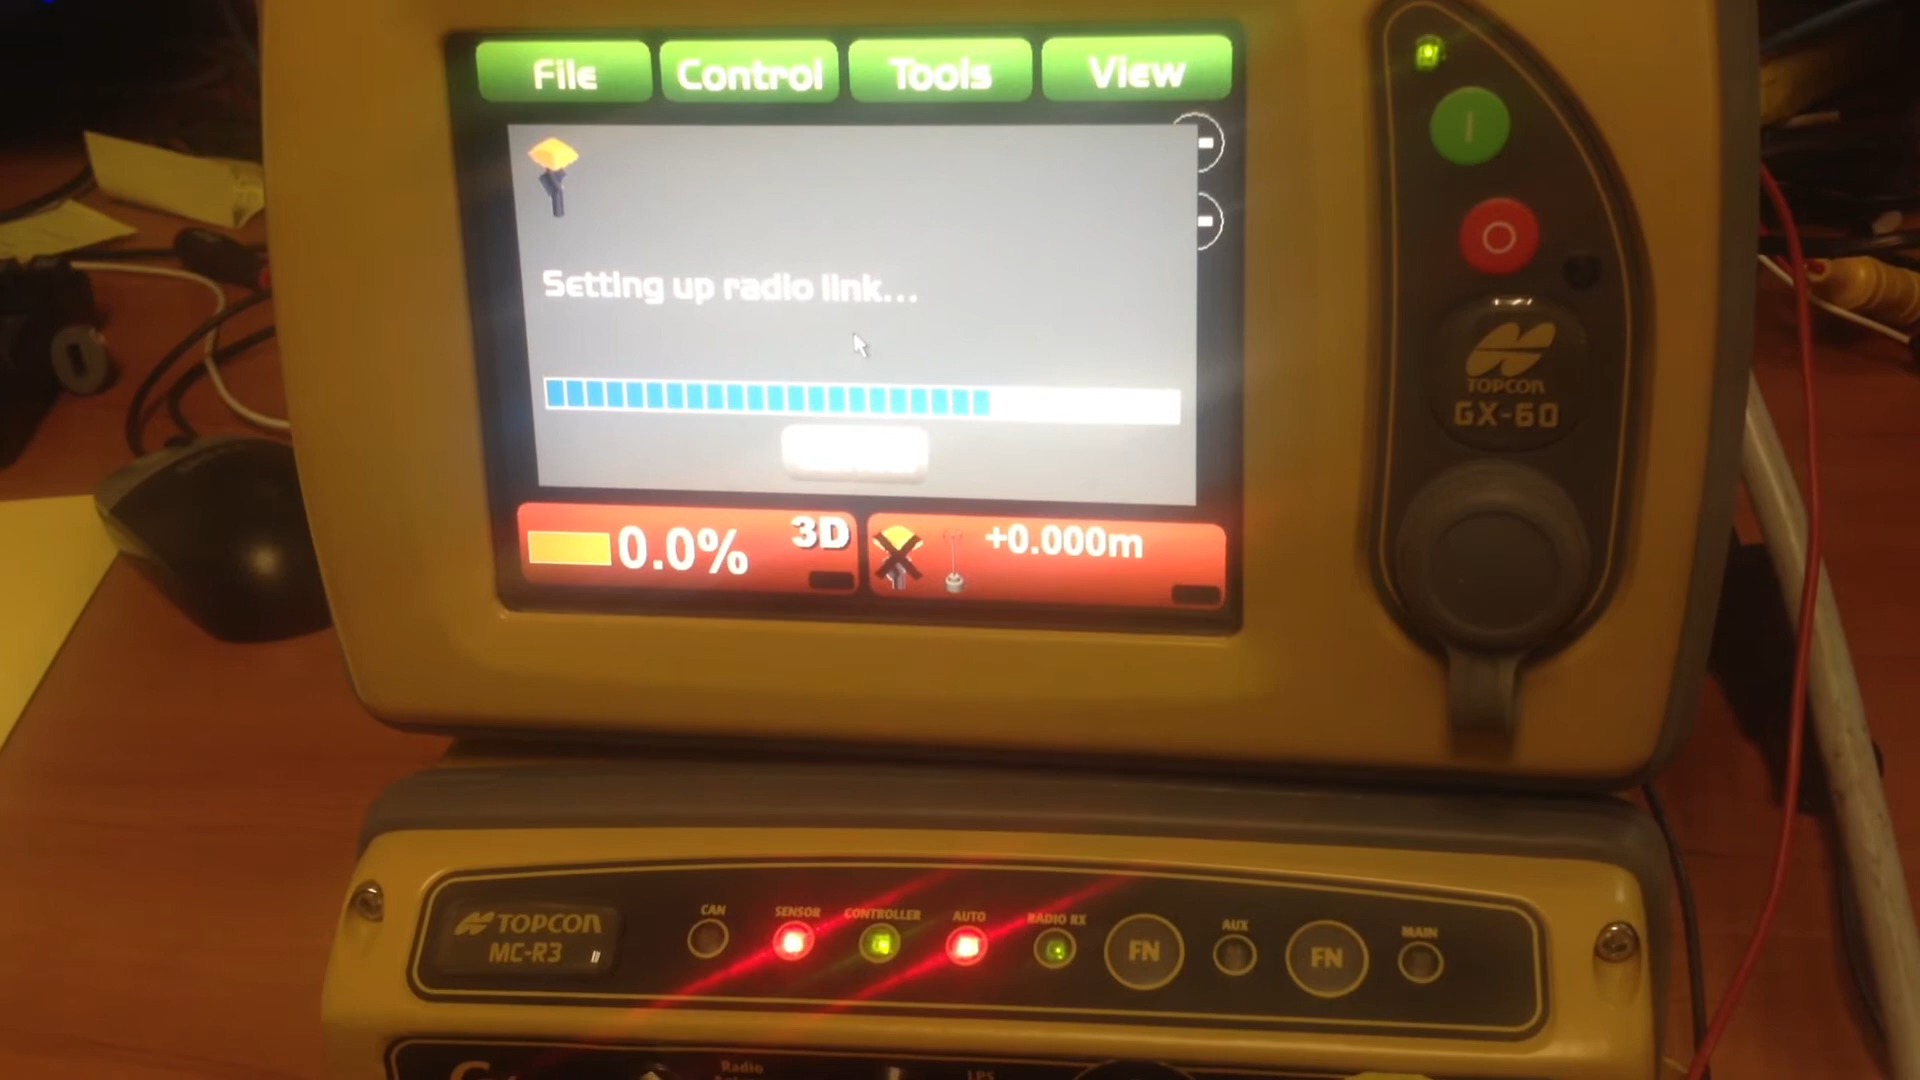 File Control Tools View
Setting up radio link...
0.0% 3D +0.000m
TOPCON
GX-60
TOPCON
MC-R3
CAN SENSOR CONTROLLER AUTO RADIO RX FN AUX FN MAIN
Radio LPS